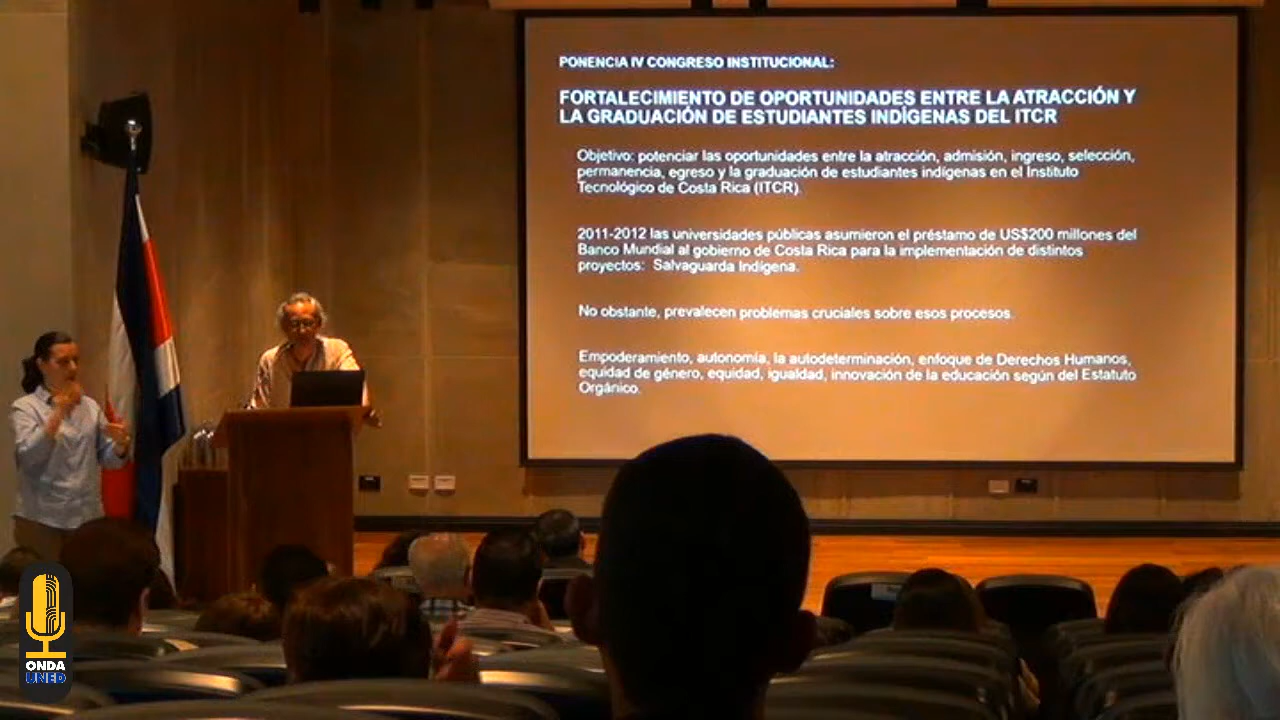 PONENCIA IV CONGRESO INSTITUCIONAL:
FORTALECIMIENTO DE OPORTUNIDADES ENTRE LA ATRACCIÓN Y
LA GRADUACIÓN DE ESTUDIANTES INDÍGENAS DEL ITCR
Objetivo: potenciar las oportunidades entre la atracción, admisión, ingreso, selección,
permanencia, egreso y la graduación de estudiantes indígenas en el Instituto
Tecnológico de Costa Rica (ITCR).
2011-2012 las universidades públicas asumieron el préstamo de US$200 millones del
Banco Mundial al gobierno de Costa Rica para la implementación de distintos
proyectos: Salvaguarda Indígena.
No obstante, prevalecen problemas cruciales sobre esos procesos.
Empoderamiento, autonomía, la autodeterminación, enfoque de Derechos Humanos,
equidad de género, equidad, igualdad, innovación de la educación según del Estatuto
Orgánico.
ONDA
UNED